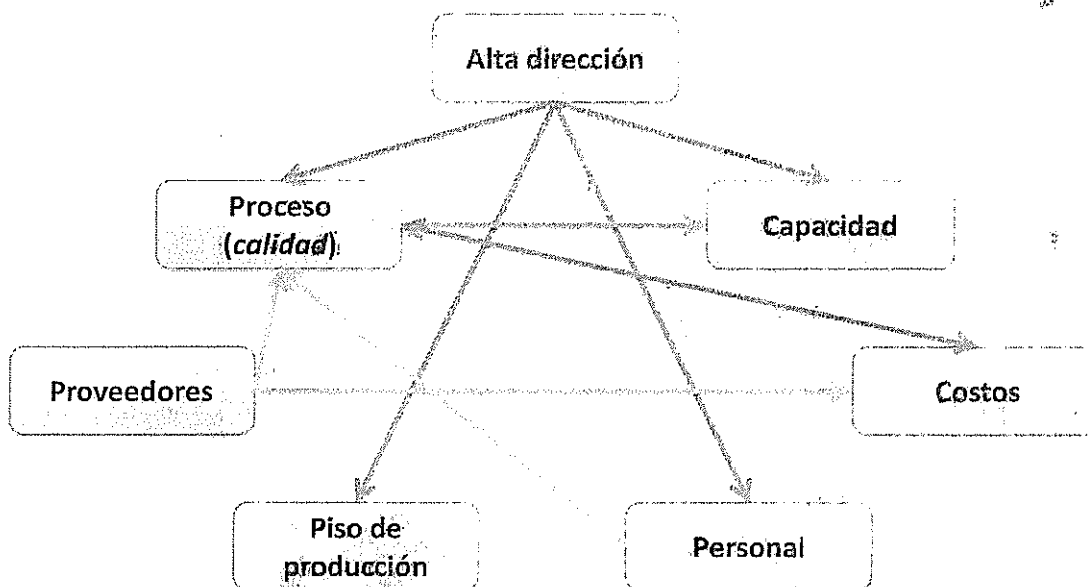 Alta dirección
Proceso
(calidad)
Capacidad
Proveedores
Costos
Piso de
producción
Personal